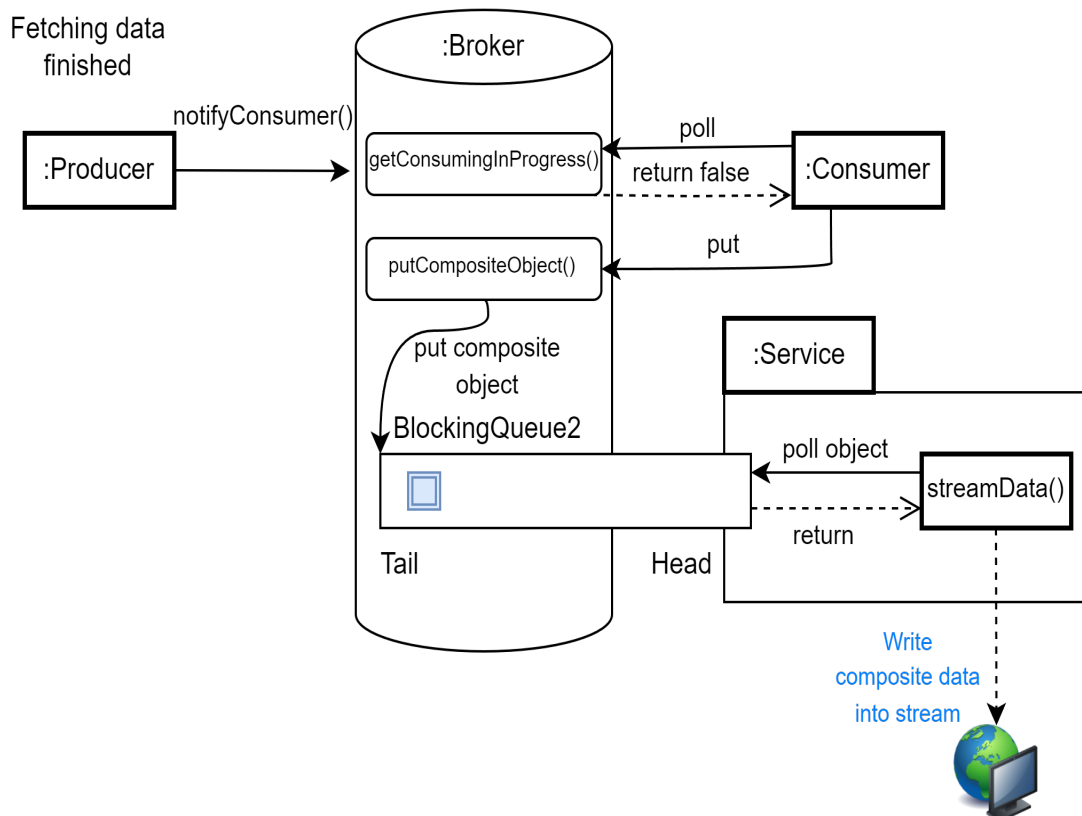 Fetching data
finished
:Broker
notifyConsumer()
:Producer
getConsumingInProgress()
poll
return false
:Consumer
putCompositeObject()
put
put composite
object
:Service
BlockingQueue2
poll object
streamData()
return
Tail
Head
Write
composite data
into stream